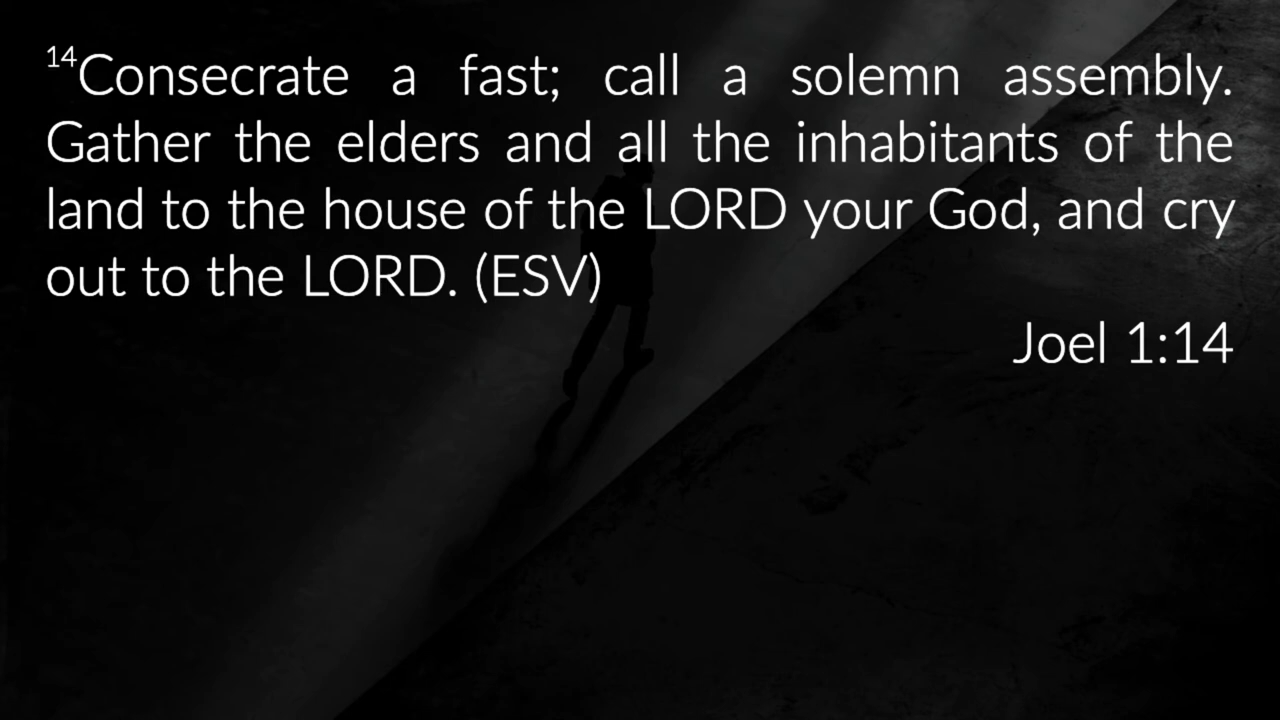 14Consecrate a fast; call a solemn assembly.
Gather the elders and all the inhabitants of the
land to the house of the LORD your God, and cry
out to the LORD. (ESV)
Joel 1:14